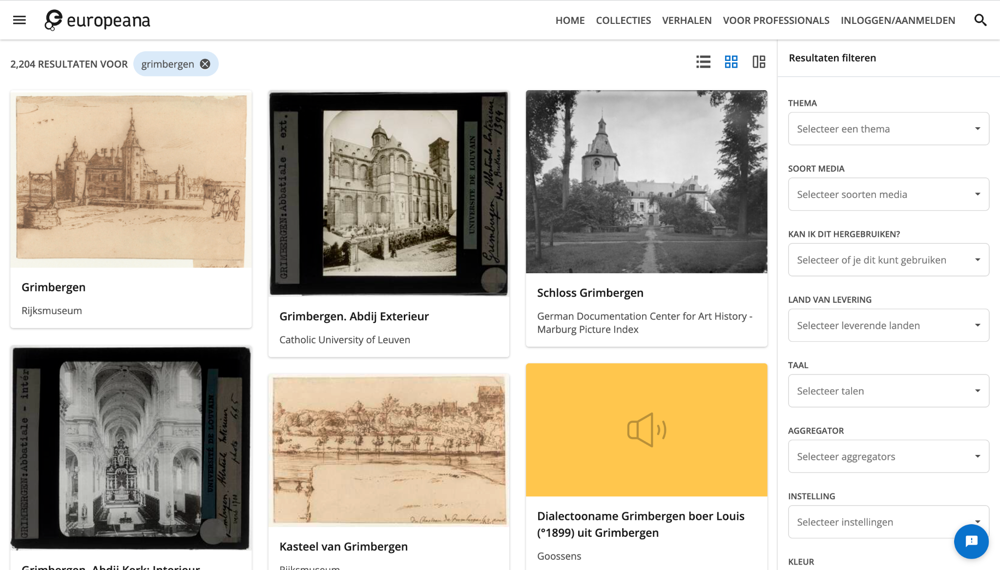 europeana
HOME COLLECTIES VERHALEN VOOR PROFESSIONALS INLOGGEN/AANMELDEN
2,204 RESULTATEN VOOR grimbergen
Resultaten filteren
THEMA
Selecteer een thema
SOORT MEDIA
Selecteer soorten media
KAN IK DIT HERGEBRUIKEN?
Selecteer of je dit kunt gebruiken
LAND VAN LEVERING
Selecteer leverende landen
TAAL
Selecteer talen
AGGREGATOR
Selecteer aggregators
INSTELLING
Selecteer instellingen
KLEUR
Grimbergen
Rijksmuseum
GRIMBERGEN:Abbatiale - ext.
UNIVERSITÉ DE LOUVAIN
Grimbergen
1394.
Grimbergen. Abdij Exterieur
Catholic University of Leuven
Schloss Grimbergen
German Documentation Center for Art History -
Marburg Picture Index
GRIMBERGEN:Abbatiale - intér
UNIVERSITÉ DE LOUVAIN
Grimbergen. Abdij Kerk: Interieur
Kasteel van Grimbergen
Rijksmuseum
Dialectooname Grimbergen boer Louis
(°1899) uit Grimbergen
Goossens